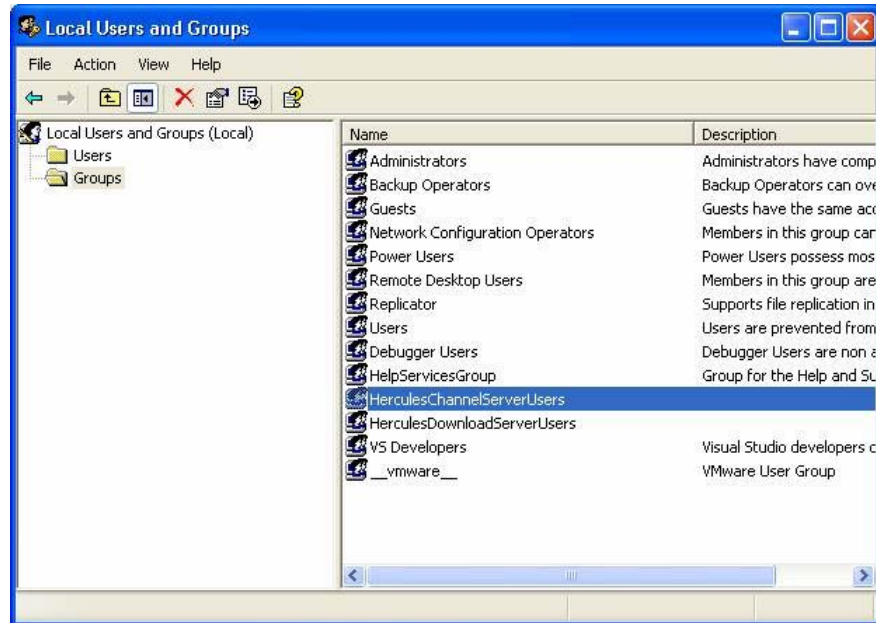 Local Users and Groups
File Action View Help
Local Users and Groups (Local)
Users
Groups
Name Description
Administrators Administrators have comp
Backup Operators Backup Operators can ove
Guests Guests have the same acc
Network Configuration Operators Members in this group can
Power Users Power Users possess mos
Remote Desktop Users Members in this group are
Replicator Supports file replication in
Users Users are prevented from
Debugger Users Debugger Users are non a
HelpServicesGroup Group for the Help and Su
HerculesChannelServerUsers
HerculesDownloadServerUsers
VS Developers Visual Studio developers c
__vmware__ VMware User Group